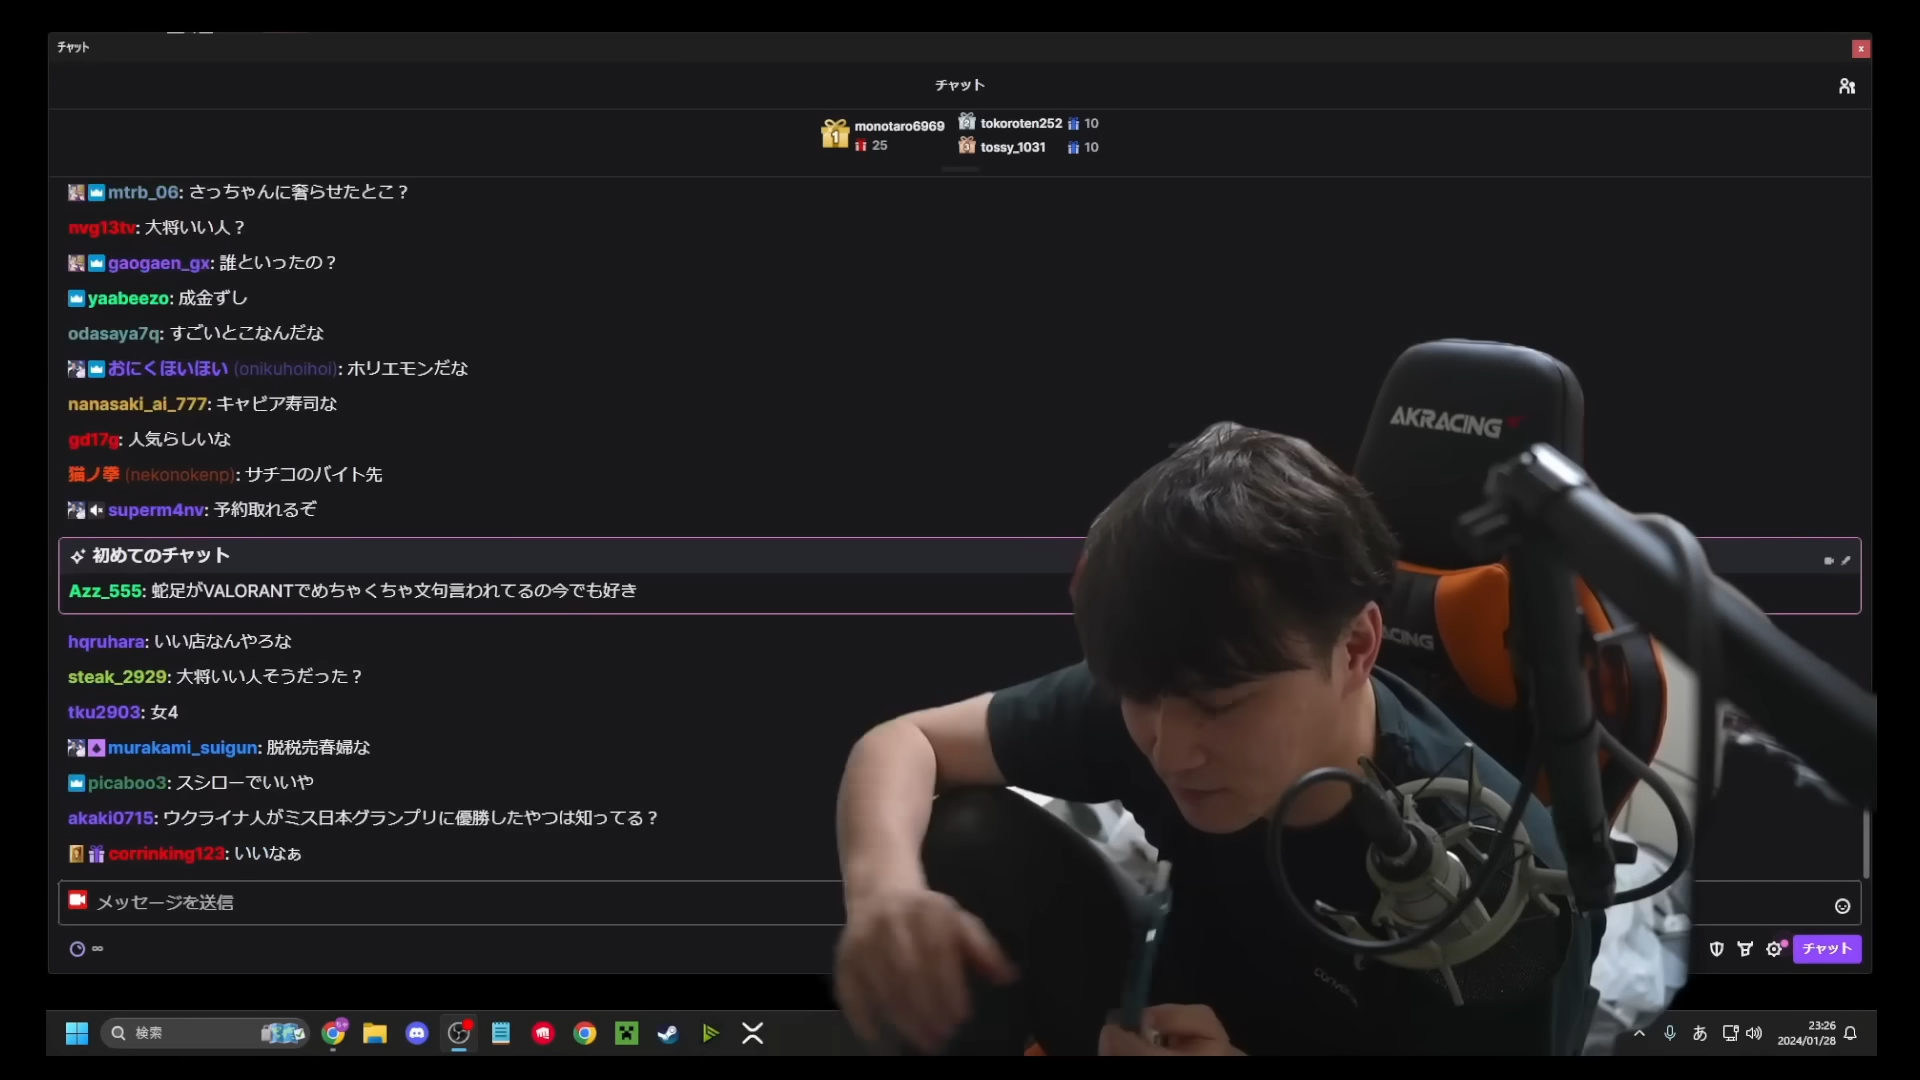 チャット
チャット
monotaro6969
25
tokoroten252 10
tossy_1031 10
mtrb_06: さっちゃんに奢らせたとこ？
nvg13tv: 大将いい人？
gaogaen_gx: 誰といったの？
yaabeezo: 成金ずし
odasaya7q: すごいとこなんだな
おにくほいほい (onikuhoihoi): ホリエモンだな
nanasaki_ai_777: キャビア寿司な
gd17g: 人気らしいな
猫ノ拳 (nekonokenp): サチコのバイト先
superm4nv: 予約取れるぞ
初めてのチャット
Azz_555: 蛇足がVALORANTでめちゃくちゃ文句言われてるの今でも好き
hqruhara: いい店なんやろな
steak_2929: 大将いい人そうだった？
tku2903: 女4
murakami_suigun: 脱税売春婦な
picaboo3: スシローでいいや
akaki0715: ウクライナ人がミス日本グランプリに優勝したやつは知ってる？
corrinking123: いいなぁ
メッセージを送信
チャット
AKRACING
検索
あ
23:26
2024/01/28